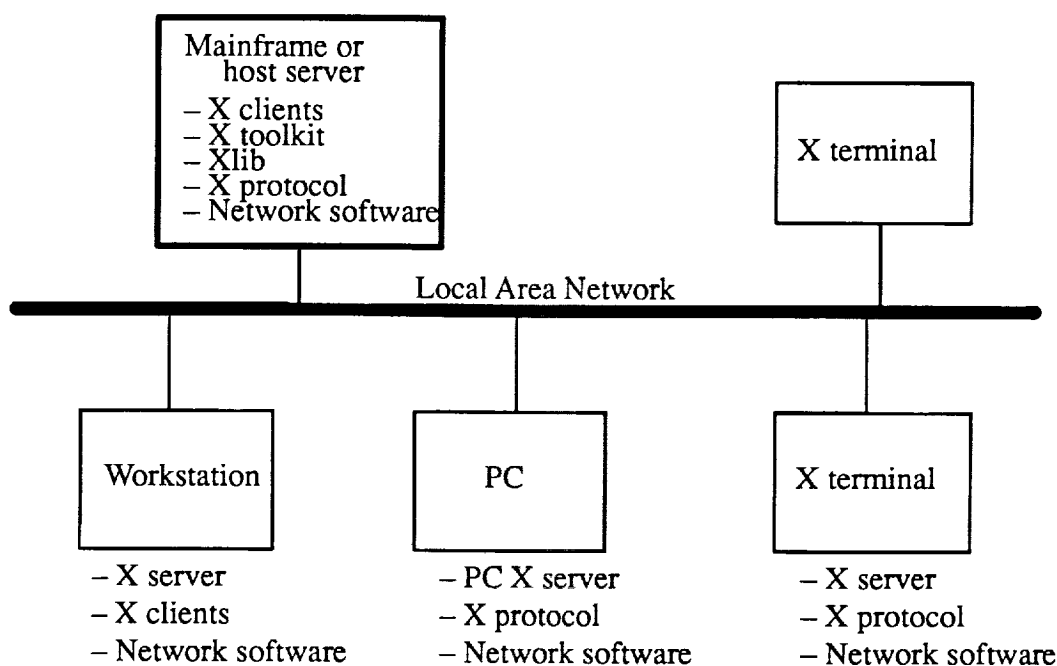 Mainframe or
host server
– X clients
– X toolkit
– Xlib
– X protocol
– Network software
X terminal
Local Area Network
Workstation
PC
X terminal
– X server
– X clients
– Network software
– PC X server
– X protocol
– Network software
– X server
– X protocol
– Network software